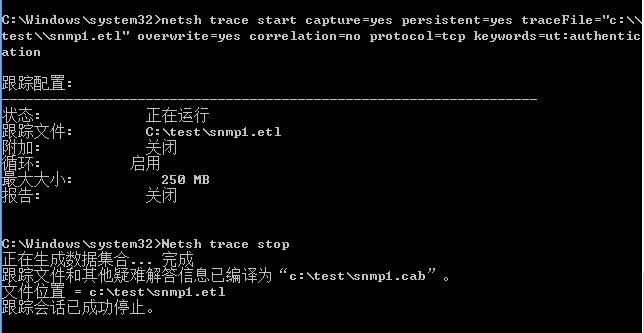 C:\Windows\system32>netsh trace start capture=yes persistent=yes traceFile="c:\\
test\\snmp1.etl" overwrite=yes correlation=no protocol=tcp keywords=ut:authentic
ation
跟踪配置:
-------------------------------------------------------------------
状态: 正在运行
跟踪文件: C:\test\snmp1.etl
附加: 关闭
循环: 启用
最大大小: 250 MB
报告: 关闭
C:\Windows\system32>Netsh trace stop
正在生成数据集合... 完成
跟踪文件和其他疑难解答信息已编译为“c:\test\snmp1.cab”。
文件位置 = c:\test\snmp1.etl
跟踪会话已成功停止。